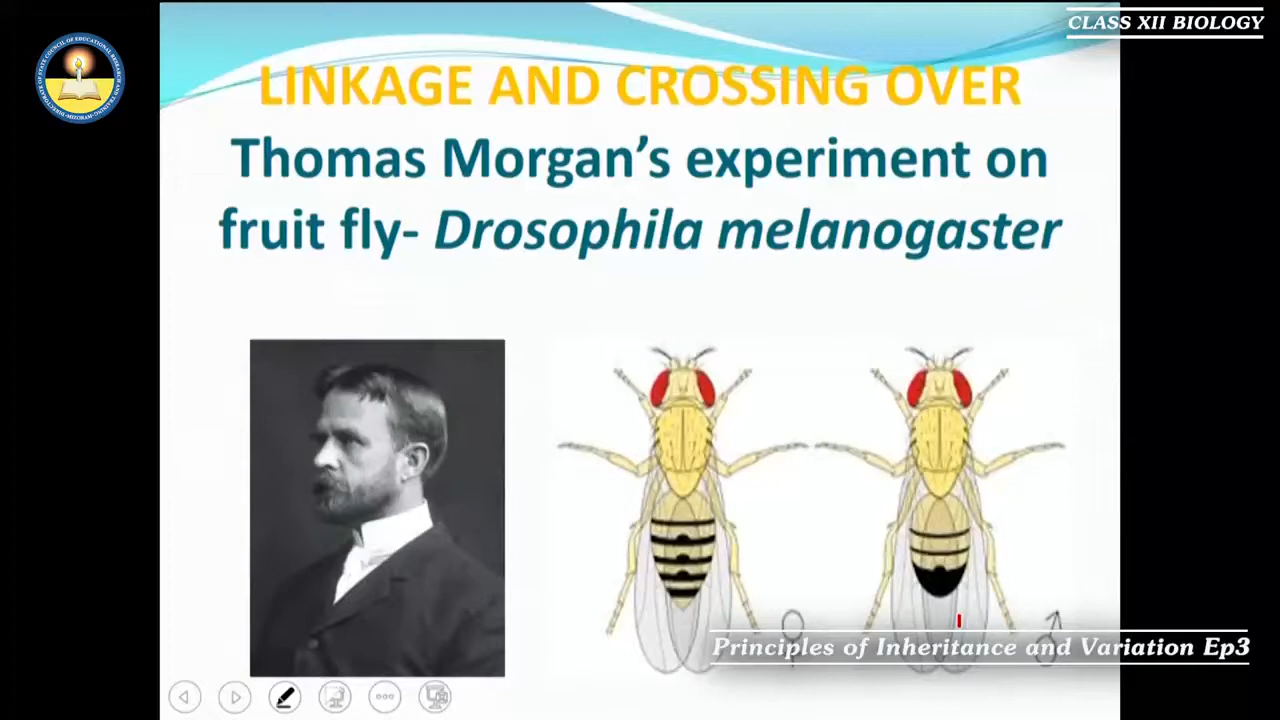 CLASS XII BIOLOGY
LINKAGE AND CROSSING OVER
Thomas Morgan’s experiment on
fruit fly- Drosophila melanogaster
Principles of Inheritance and Variation Ep3